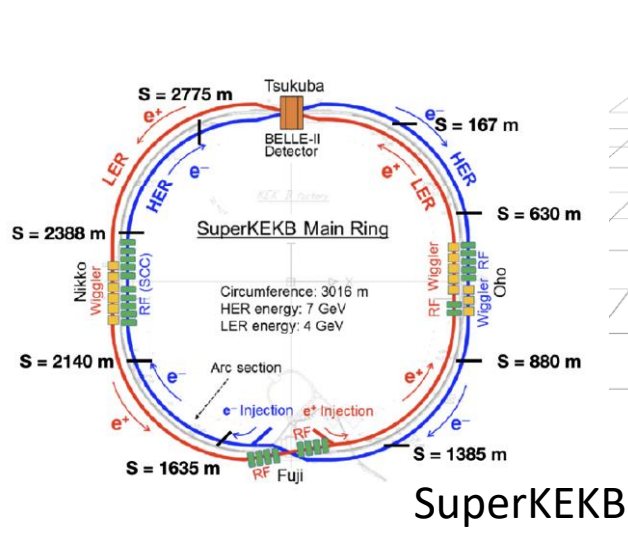 Tsukuba
S = 2775 m
e⁺
e⁻
S = 167 m
BELLE-II
Detector
LER
HER
e⁻
e⁺
LER
HER
KEK B Factory
S = 630 m
SuperKEKB Main Ring
S = 2388 m
Nikko
Wiggler
RF (SCC)
Circumference: 3016 m
HER energy: 7 GeV
LER energy: 4 GeV
RF Wiggler
Wiggler RF
Oho
S = 2140 m
Arc section
S = 880 m
e⁻
e⁺
e⁺
e⁻ Injection
e⁺ Injection
e⁻
RF
S = 1385 m
S = 1635 m
RF
Fuji
SuperKEKB